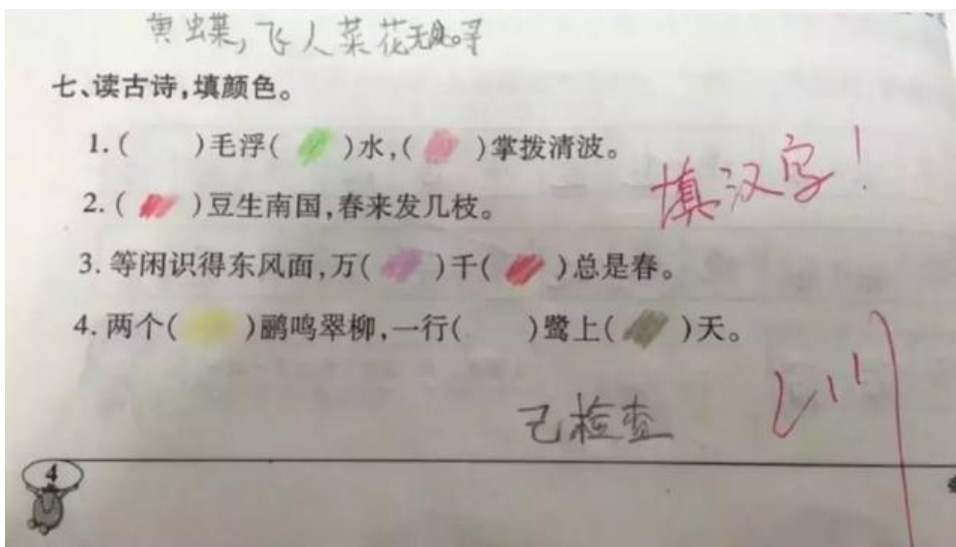 黄蝶,飞人菜花无处寻
七、读古诗,填颜色。
1.( )毛浮( )水,( )掌拨清波。
填汉字!
2.( )豆生南国,春来发几枝。
3.等闲识得东风面,万( )千( )总是春。
4.两个( )鹂鸣翠柳,一行( )鹭上( )天。
己检查
4